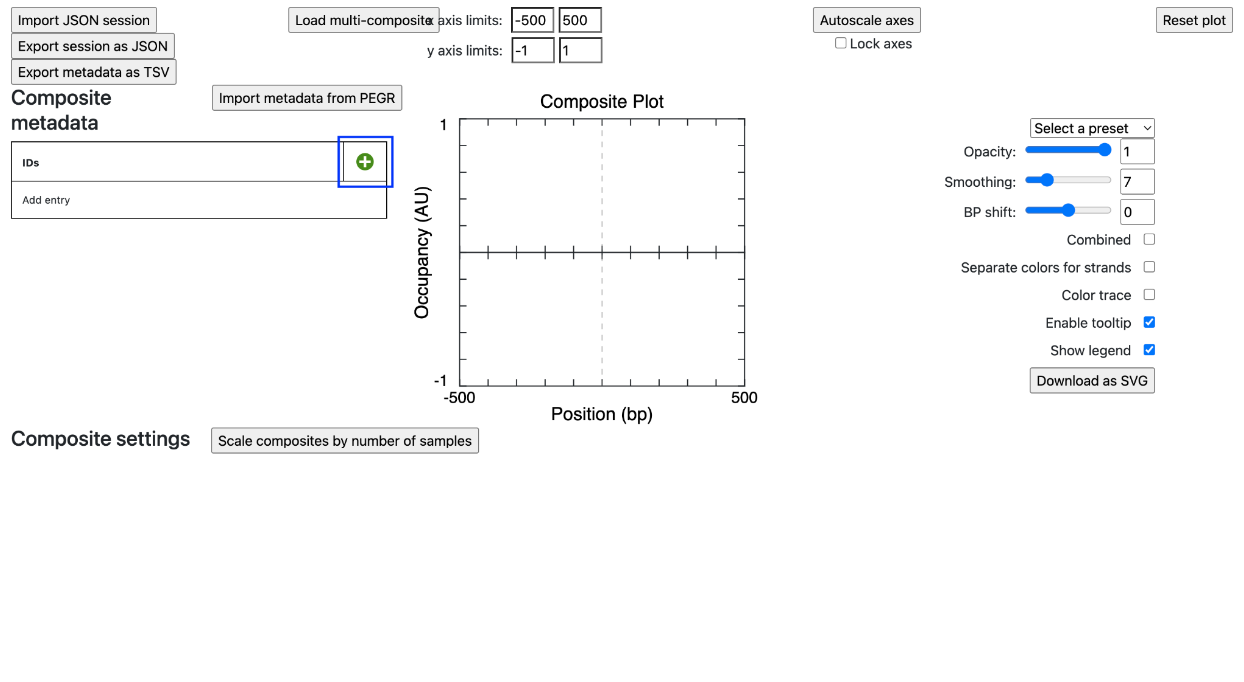 Import JSON session
Load multi-composite
x axis limits: -500 500
Autoscale axes
Reset plot
Export session as JSON
y axis limits: -1 1
Lock axes
Export metadata as TSV
Composite
metadata
Import metadata from PEGR
IDs
Add entry
Composite Plot
1
Occupancy (AU)
-1
-500
500
Position (bp)
Select a preset
Opacity: 1
Smoothing: 7
BP shift: 0
Combined
Separate colors for strands
Color trace
Enable tooltip
Show legend
Download as SVG
Composite settings
Scale composites by number of samples